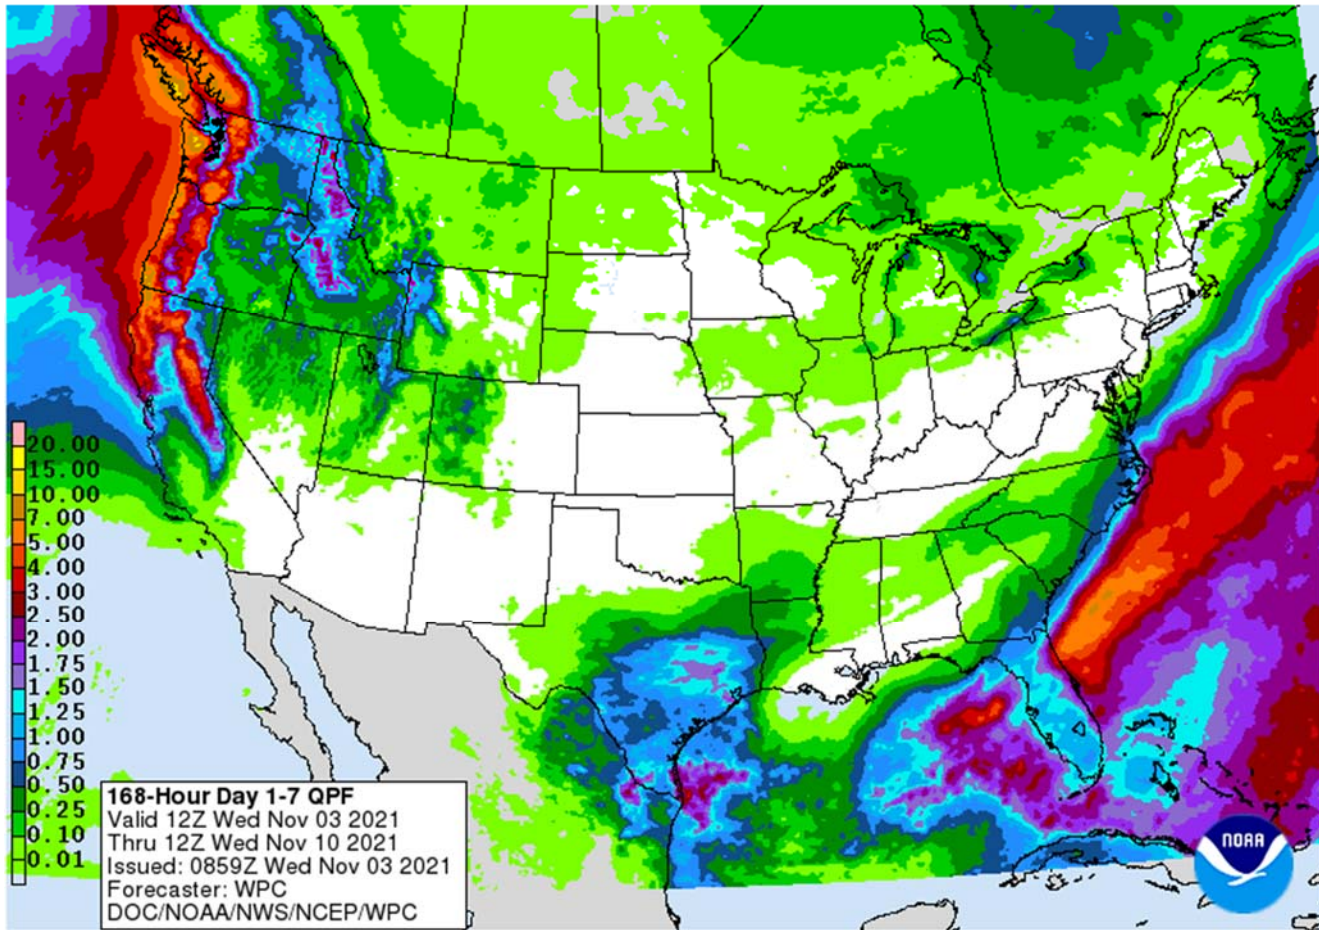 20.00
15.00
10.00
7.00
5.00
4.00
3.00
2.50
2.00
1.75
1.50
1.25
1.00
0.75
0.50
0.25
0.10
0.01
168-Hour Day 1-7 QPF
Valid 12Z Wed Nov 03 2021
Thru 12Z Wed Nov 10 2021
Issued: 0859Z Wed Nov 03 2021
Forecaster: WPC
DOC/NOAA/NWS/NCEP/WPC
NOAA